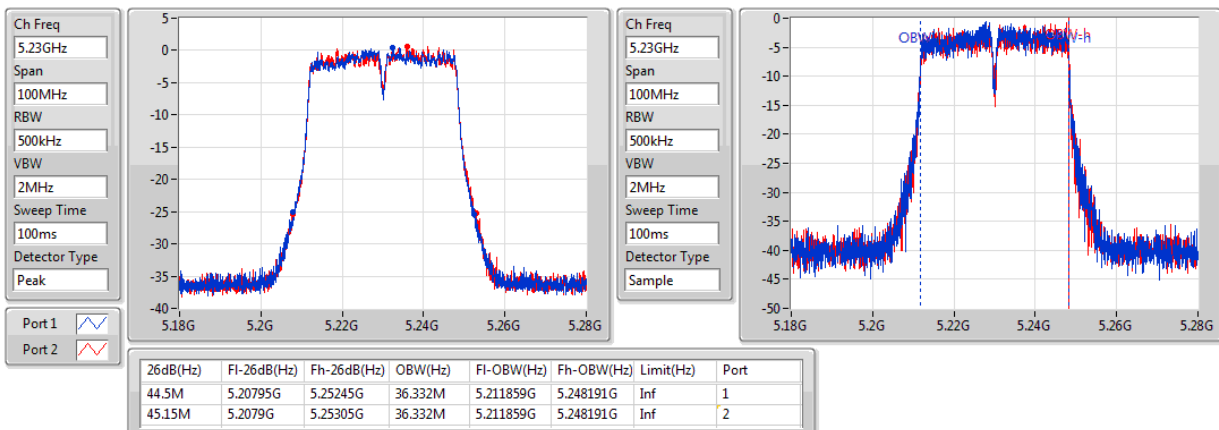 Ch Freq
5.23GHz
Span
100MHz
RBW
500kHz
VBW
2MHz
Sweep Time
100ms
Detector Type
Peak
Port 1
Port 2
5
0
-5
-10
-15
-20
-25
-30
-35
-40
5.18G 5.2G 5.22G 5.24G 5.26G 5.28G
Ch Freq
5.23GHz
Span
100MHz
RBW
500kHz
VBW
2MHz
Sweep Time
100ms
Detector Type
Sample
0
-5
-10
-15
-20
-25
-30
-35
-40
-45
-50
5.18G 5.2G 5.22G 5.24G 5.26G 5.28G
26dB(Hz) Fl-26dB(Hz) Fh-26dB(Hz) OBW(Hz) Fl-OBW(Hz) Fh-OBW(Hz) Limit(Hz) Port
44.5M 5.20795G 5.25245G 36.332M 5.211859G 5.248191G Inf 1
45.15M 5.2079G 5.25305G 36.332M 5.211859G 5.248191G Inf 2